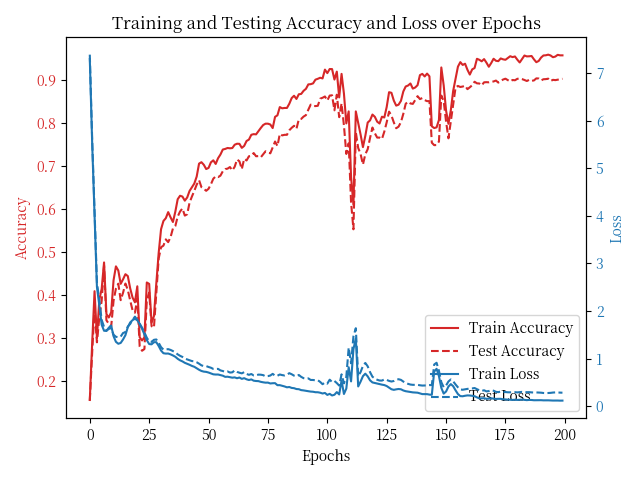 Training and Testing Accuracy and Loss over Epochs
Accuracy
0.9
0.8
0.7
0.6
0.5
0.4
0.3
0.2
7
6
5
4
3
2
1
0
Loss
Train Accuracy
Test Accuracy
Train Loss
Test Loss
0 25 50 75 100 125 150 175 200
Epochs